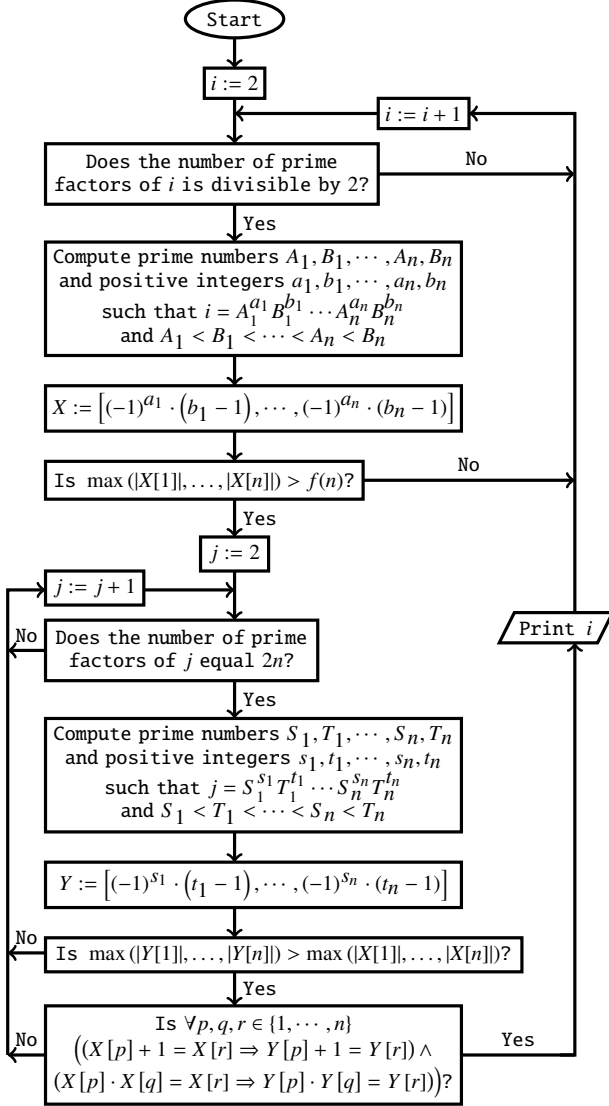 Start
i := 2
i := i + 1
Does the number of prime
factors of i is divisible by 2?
No
Yes
Compute prime numbers A₁, B₁, ⋯ , Aₙ, Bₙ
and positive integers a₁, b₁, ⋯ , aₙ, bₙ
such that i = A₁^{a₁} B₁^{b₁} ⋯ Aₙ^{aₙ} Bₙ^{bₙ}
and A₁ < B₁ < ⋯ < Aₙ < Bₙ
X := [(−1)^{a₁} · (b₁ − 1) , ⋯ , (−1)^{aₙ} · (bₙ − 1)]
Is max (|X[1]|, . . . , |X[n]|) > f(n)?
No
Yes
j := 2
j := j + 1
Print i
No
Does the number of prime
factors of j equal 2n?
Yes
Compute prime numbers S₁, T₁, ⋯ , Sₙ, Tₙ
and positive integers s₁, t₁, ⋯ , sₙ, tₙ
such that j = S₁^{s₁} T₁^{t₁} ⋯ Sₙ^{sₙ} Tₙ^{tₙ}
and S₁ < T₁ < ⋯ < Sₙ < Tₙ
Y := [(−1)^{s₁} · (t₁ − 1) , ⋯ , (−1)^{sₙ} · (tₙ − 1)]
No
Is max (|Y[1]|, . . . , |Y[n]|) > max (|X[1]|, . . . , |X[n]|)?
Yes
Is ∀p, q, r ∈ {1, ⋯ , n}
((X [p] + 1 = X [r] ⇒ Y [p] + 1 = Y [r]) ∧
(X [p] · X [q] = X [r] ⇒ Y [p] · Y [q] = Y [r]))?
No
Yes